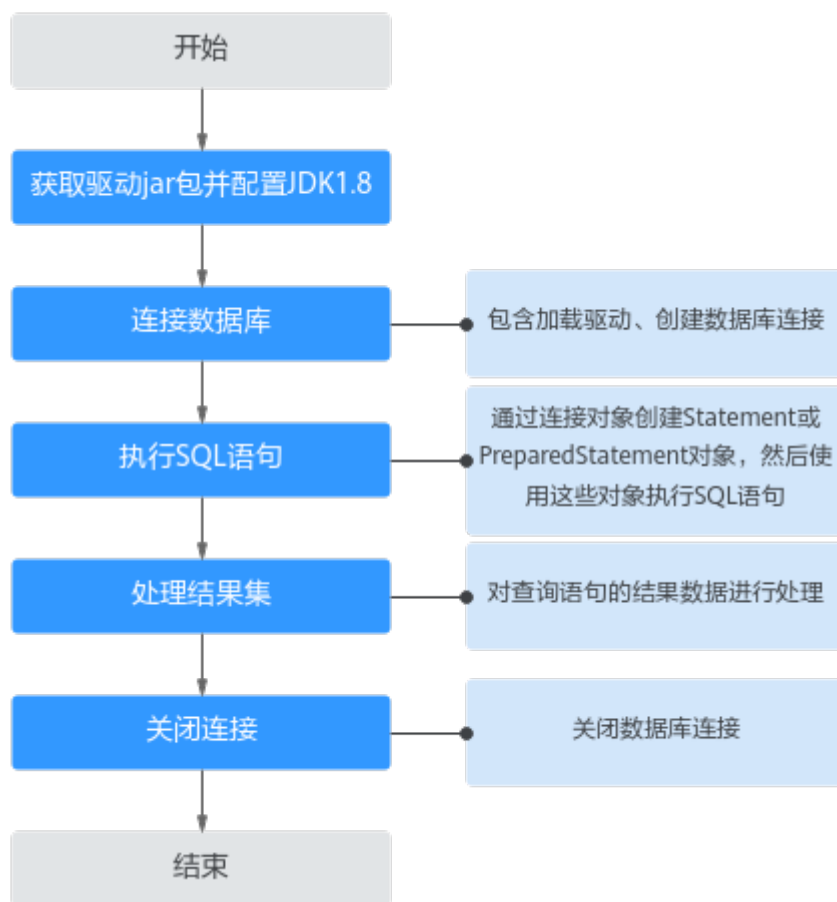 开始
获取驱动jar包并配置JDK1.8
连接数据库
包含加载驱动、创建数据库连接
执行SQL语句
通过连接对象创建Statement或
PreparedStatement对象，然后使
用这些对象执行SQL语句
处理结果集
对查询语句的结果数据进行处理
关闭连接
关闭数据库连接
结束